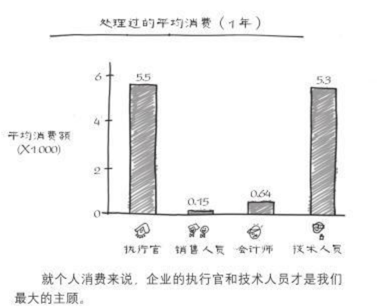 处理过的平均消费（1年）
平均消费额
（X1000）
6
4
2
0
5.5
0.15
0.64
5.3
执行官
销售人员
会计师
技术人员
就个人消费来说，企业的执行官和技术人员才是我们
最大的主顾。